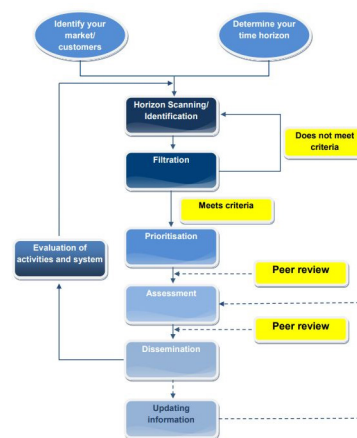 Identify your
market/
customers
Determine your
time horizon
Horizon Scanning/
Identification
Does not meet
criteria
Filtration
Meets criteria
Prioritisation
Evaluation of
activities and system
Peer review
Assessment
Peer review
Dissemination
Updating
information